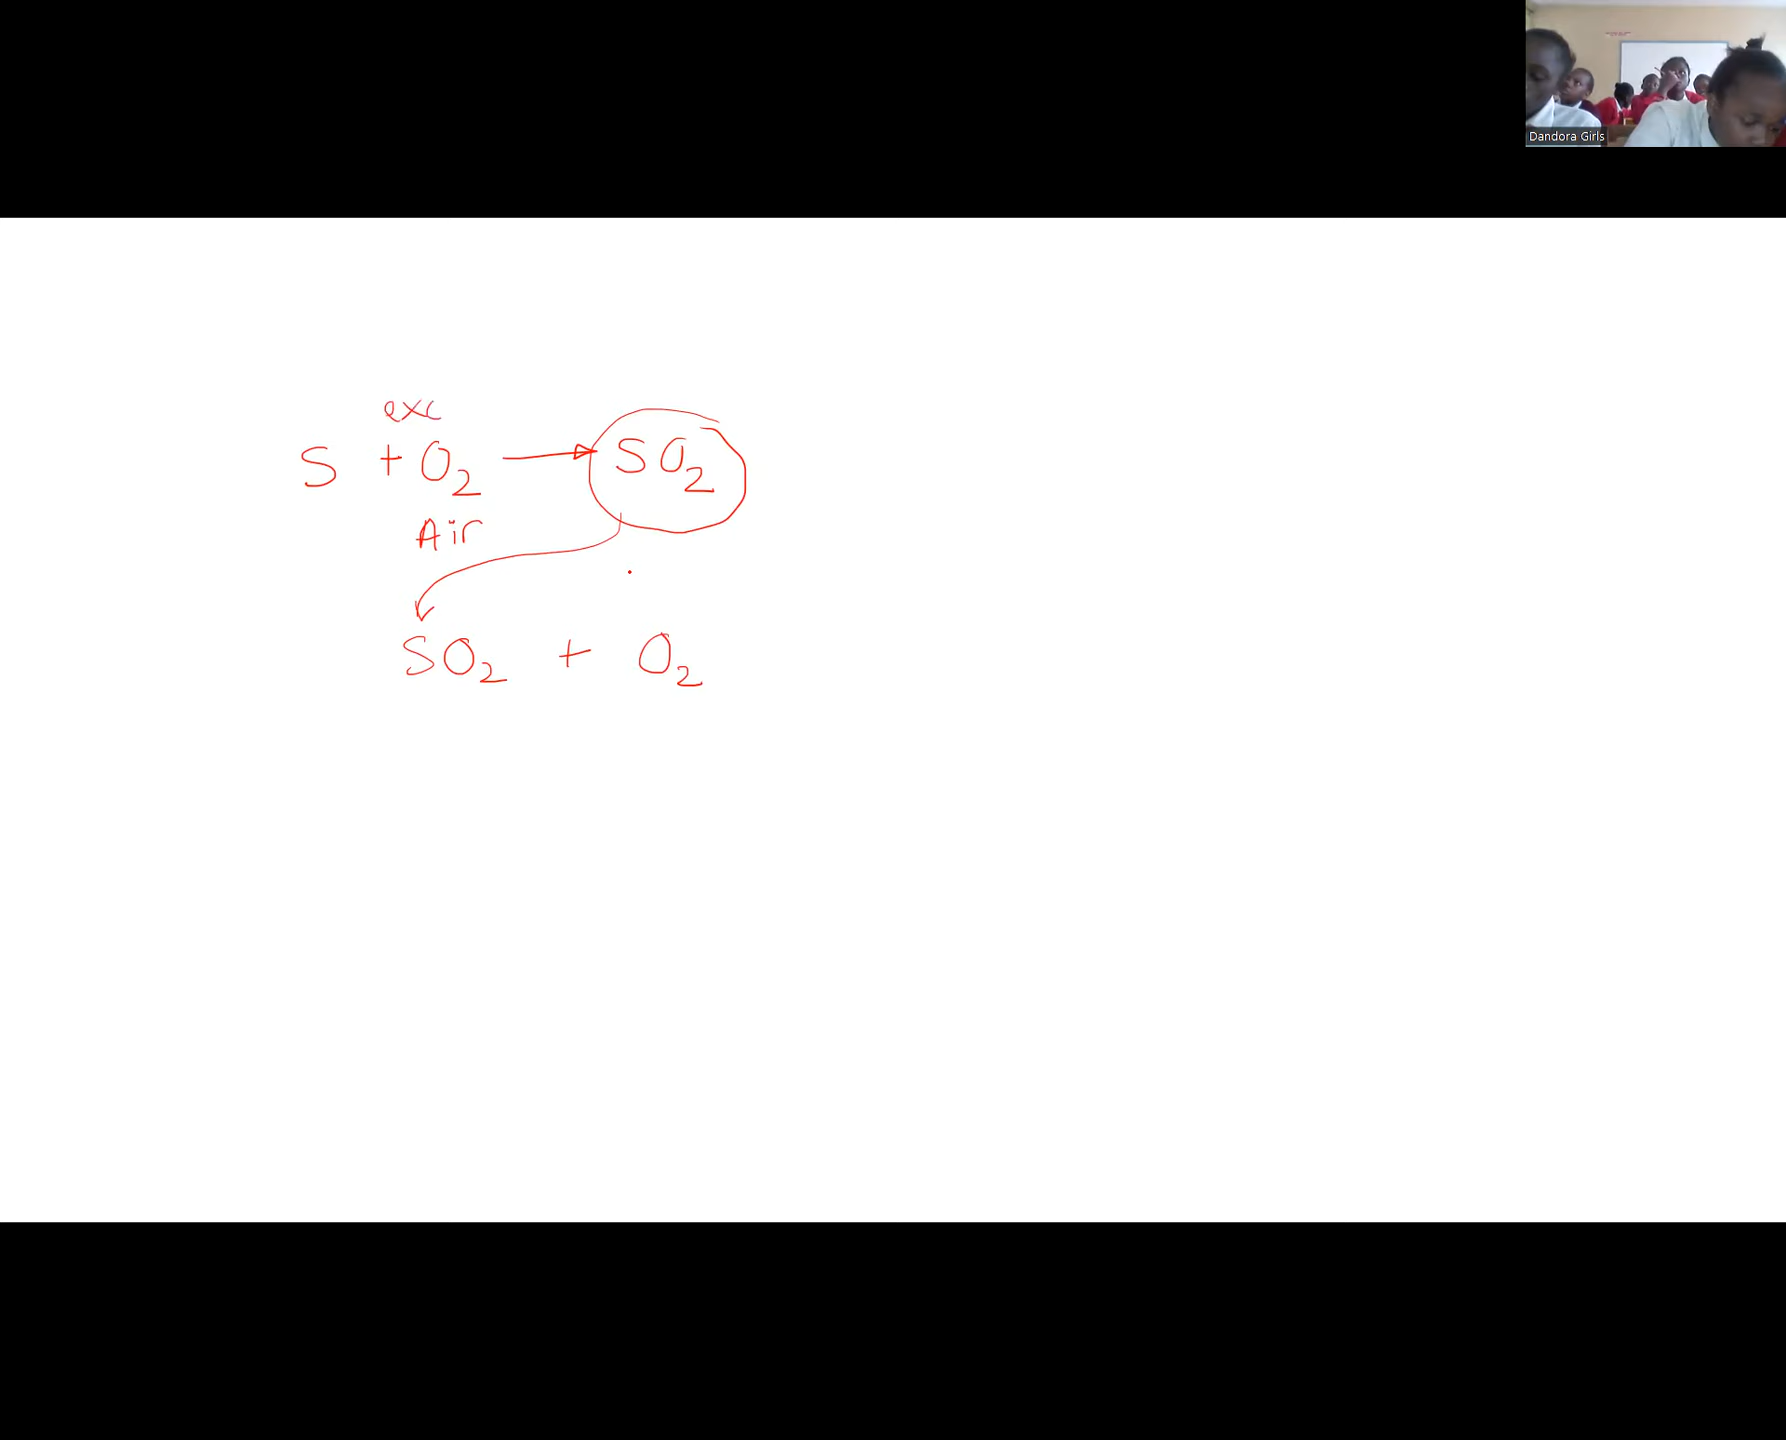 Dandora Girls
exc
S + O₂ → SO₂
Air
SO₂ + O₂